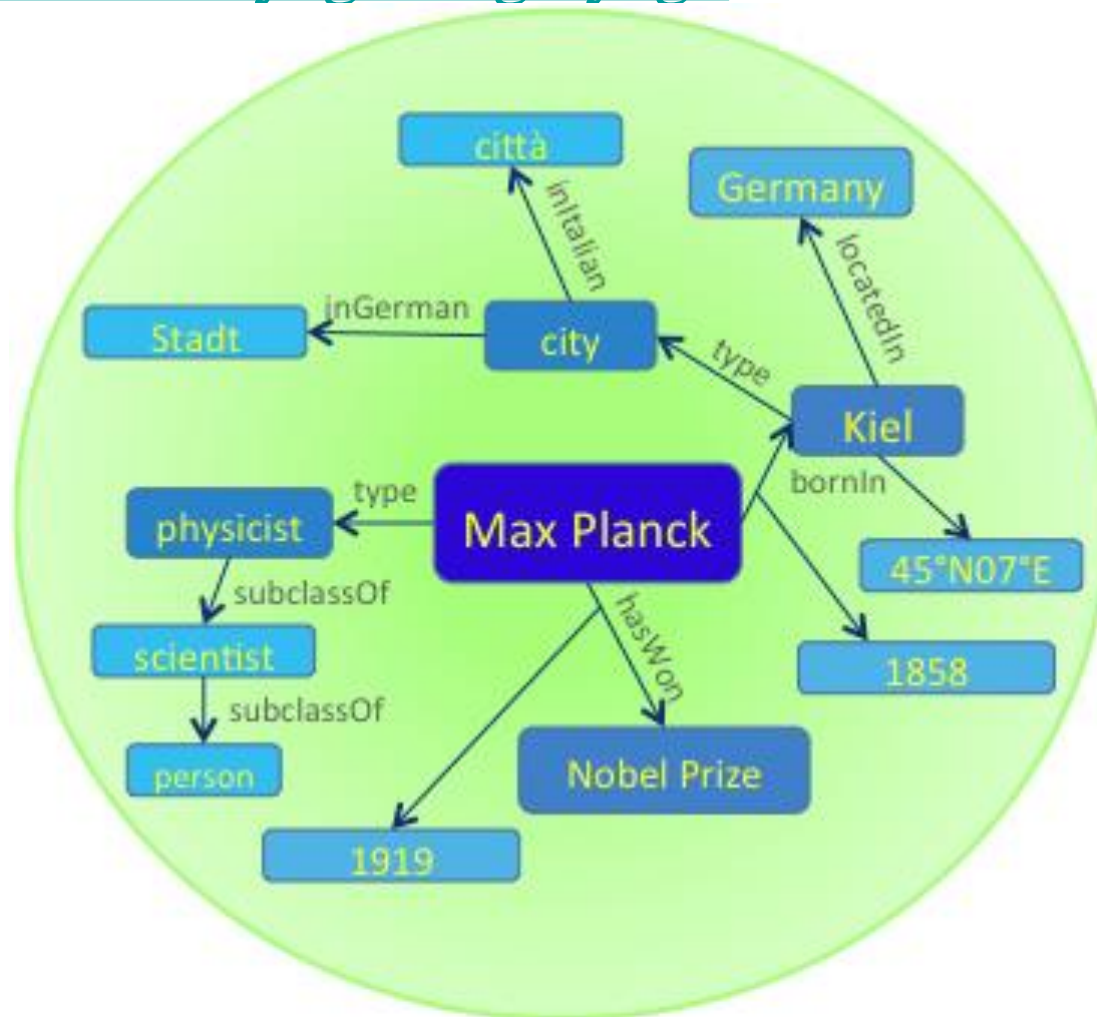 città
Germany
inItalian
locatedIn
inGerman
Stadt
city
type
Kiel
bornIn
type
physicist
Max Planck
45°N07°E
subclassOf
hasWon
scientist
1858
subclassOf
person
Nobel Prize
1919